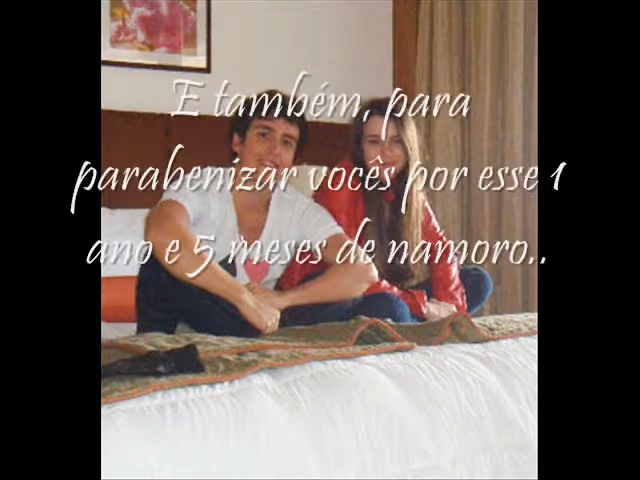 E também, para
parabenizar vocês por esse 1
ano e 5 meses de namoro..